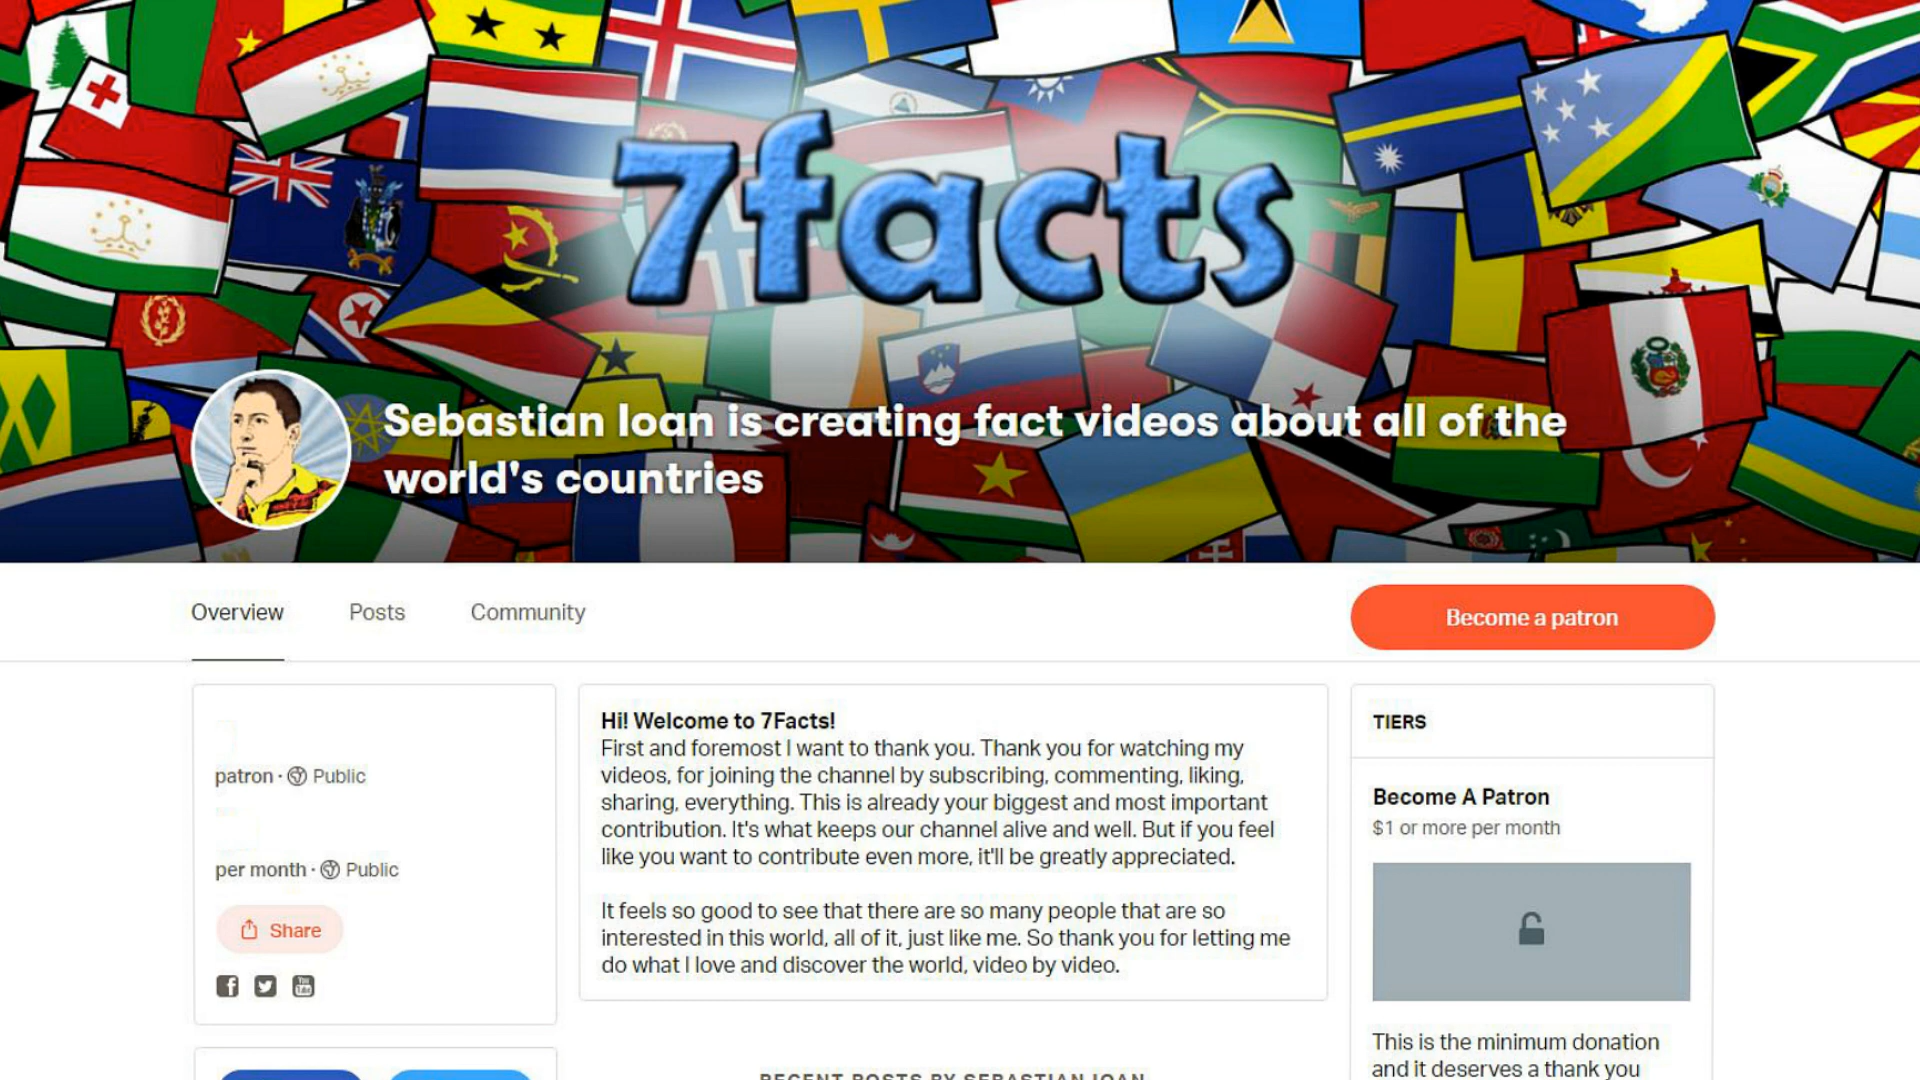 7facts
Sebastian Ioan is creating fact videos about all of the
world's countries
Overview
Posts
Community
Become a patron
patron · Public
per month · Public
Share
Hi! Welcome to 7Facts!
First and foremost I want to thank you. Thank you for watching my
videos, for joining the channel by subscribing, commenting, liking,
sharing, everything. This is already your biggest and most important
contribution. It's what keeps our channel alive and well. But if you feel
like you want to contribute even more, it'll be greatly appreciated.
It feels so good to see that there are so many people that are so
interested in this world, all of it, just like me. So thank you for letting me
do what I love and discover the world, video by video.
RECENT POSTS BY SEBASTIAN IOAN
TIERS
Become A Patron
$1 or more per month
This is the minimum donation
and it deserves a thank you